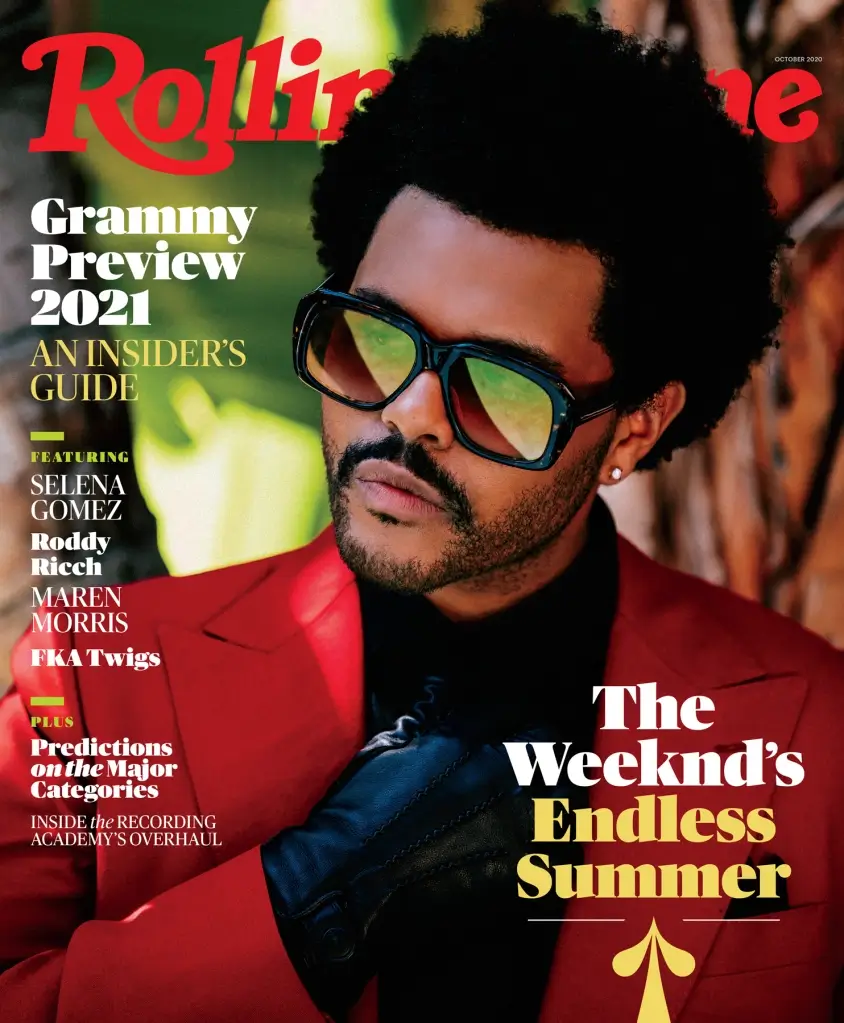 OCTOBER 2020
Rollin ne
Grammy
Preview
2021
AN INSIDER'S
GUIDE
FEATURING
SELENA
GOMEZ
Roddy
Ricch
MAREN
MORRIS
FKA Twigs
PLUS
Predictions
on the Major
Categories
INSIDE the RECORDING
ACADEMY'S OVERHAUL
The
Weeknd's
Endless
Summer